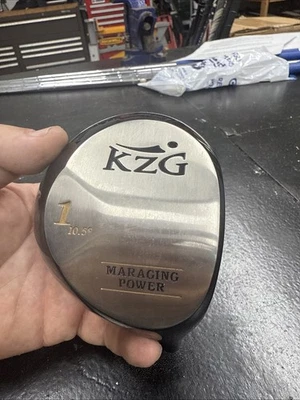 KZG
1
10.5°
MARAGING
POWER